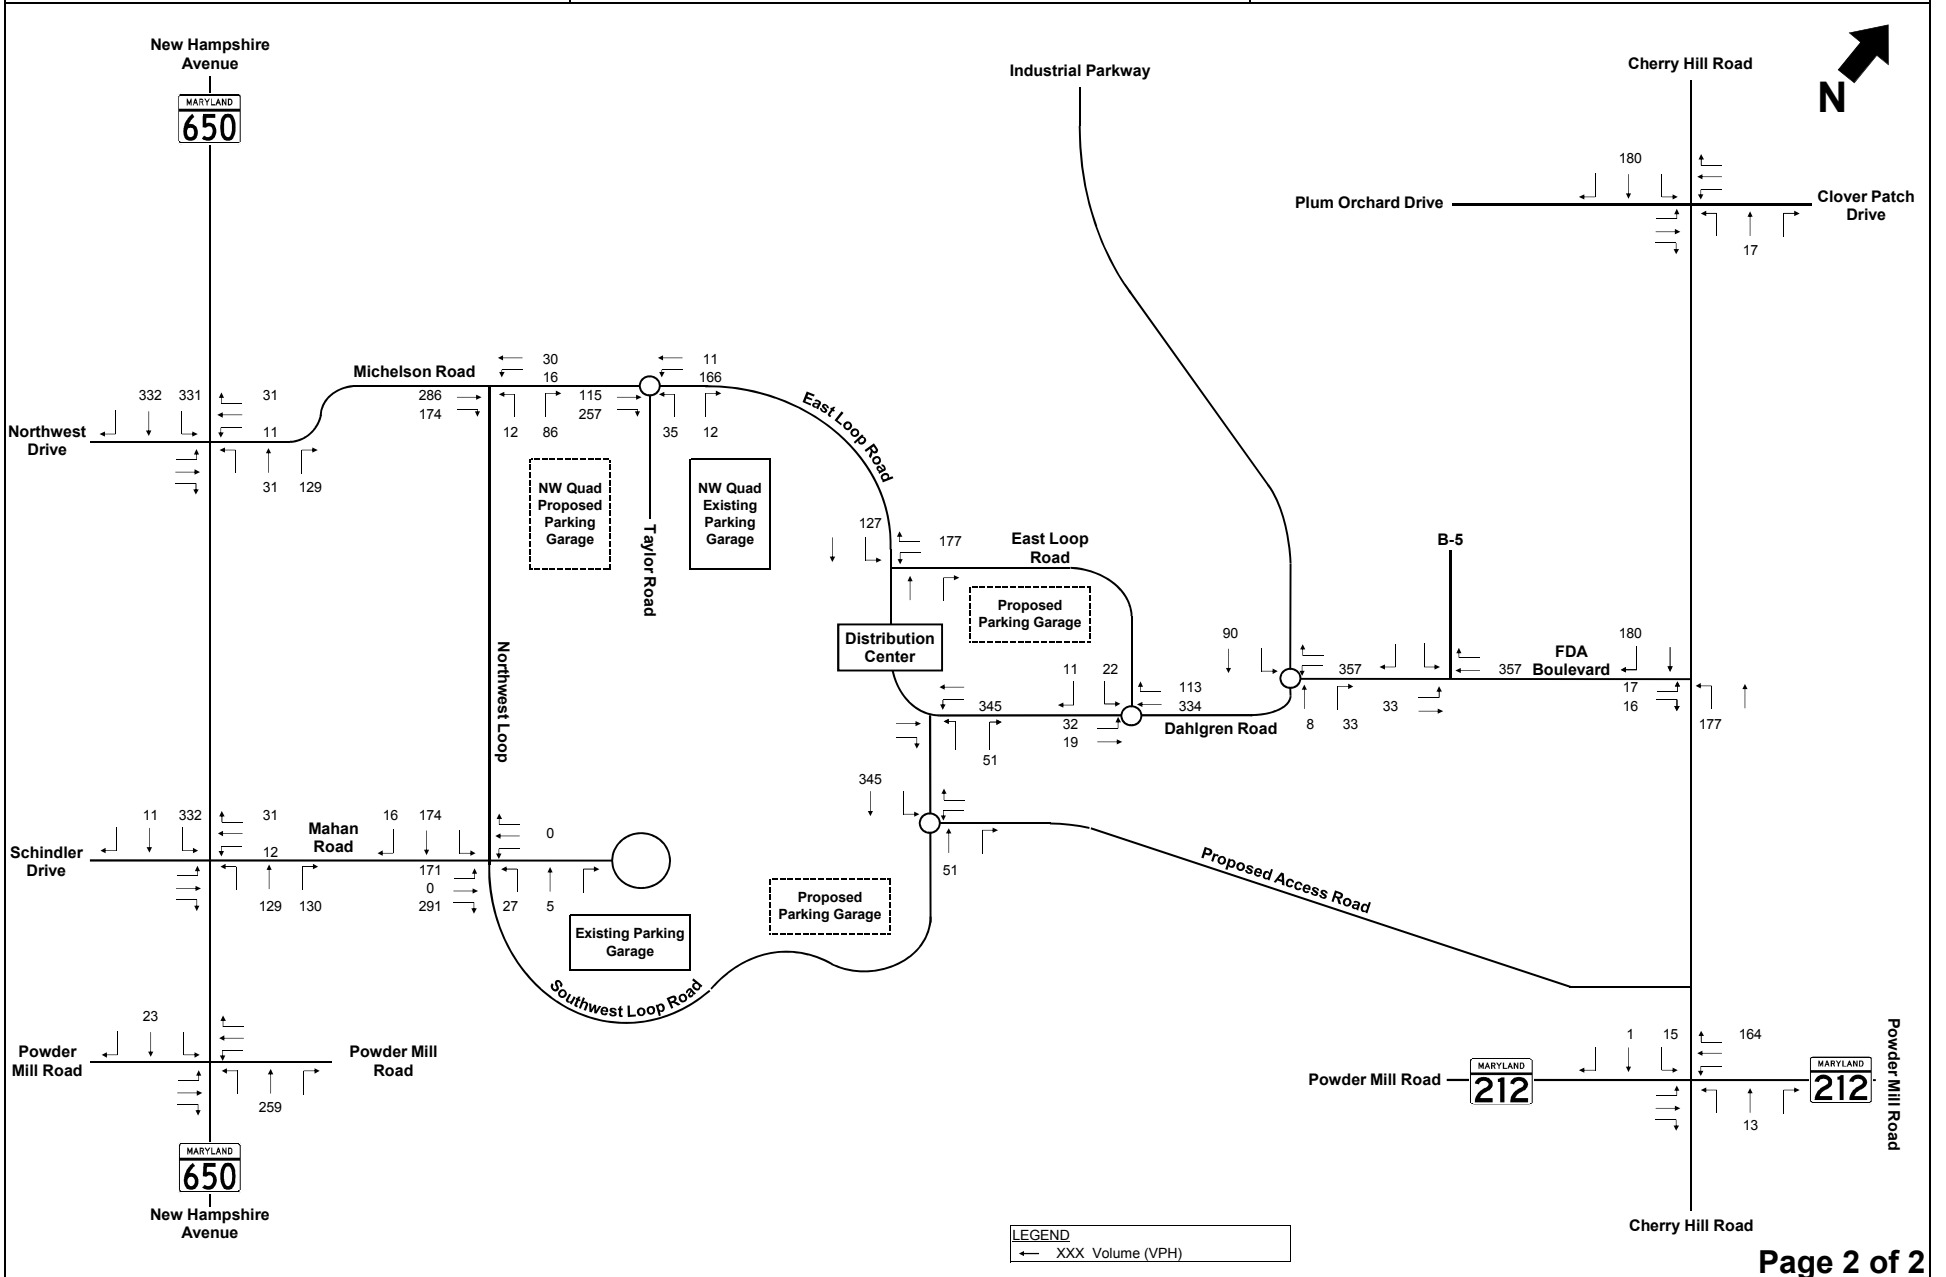 New Hampshire
Avenue
MARYLAND
650
Industrial Parkway
Cherry Hill Road
N
180
Plum Orchard Drive
Clover Patch
Drive
17
Michelson Road
30
16
11
166
332 331
31
286
174
115
257
Northwest
Drive
11
12 86
35 12
31 129
East Loop Road
NW Quad
Proposed
Parking
Garage
NW Quad
Existing
Parking
Garage
Taylor Road
127
177
East Loop
Road
B-5
Proposed
Parking Garage
Distribution
Center
Northwest Loop
11 22
113
334
90
357
357
FDA
Boulevard
180
17
16
345
32
19
Dahlgren Road
8 33
33
177
51
345
11 332
31
Mahan
Road
16 174
0
Schindler
Drive
12
171
0
291
129 130
27 5
51
Proposed Access Road
Proposed
Parking Garage
Existing Parking
Garage
Southwest Loop Road
23
Powder
Mill Road
Powder Mill
Road
259
1 15
164
Powder Mill Road
MARYLAND
212
MARYLAND
212
Powder Mill Road
13
MARYLAND
650
New Hampshire
Avenue
Cherry Hill Road
LEGEND
XXX Volume (VPH)
Page 2 of 2